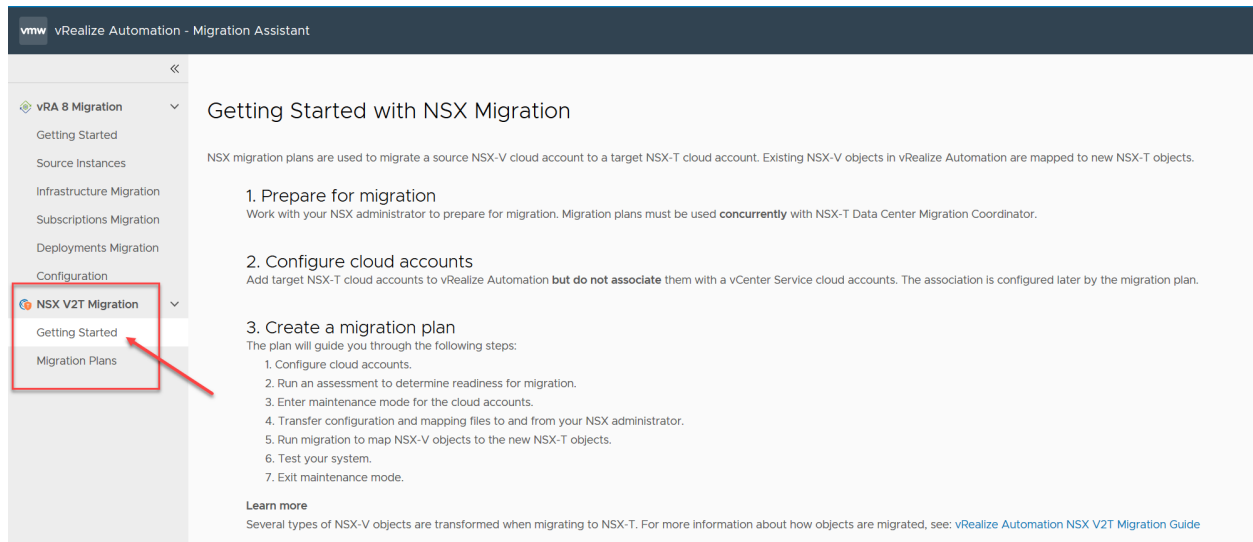 vmw vRealize Automation - Migration Assistant
vRA 8 Migration
Getting Started
Source Instances
Infrastructure Migration
Subscriptions Migration
Deployments Migration
Configuration
NSX V2T Migration
Getting Started
Migration Plans
Getting Started with NSX Migration
NSX migration plans are used to migrate a source NSX-V cloud account to a target NSX-T cloud account. Existing NSX-V objects in vRealize Automation are mapped to new NSX-T objects.
1. Prepare for migration
Work with your NSX administrator to prepare for migration. Migration plans must be used concurrently with NSX-T Data Center Migration Coordinator.
2. Configure cloud accounts
Add target NSX-T cloud accounts to vRealize Automation but do not associate them with a vCenter Service cloud accounts. The association is configured later by the migration plan.
3. Create a migration plan
The plan will guide you through the following steps:
1. Configure cloud accounts.
2. Run an assessment to determine readiness for migration.
3. Enter maintenance mode for the cloud accounts.
4. Transfer configuration and mapping files to and from your NSX administrator.
5. Run migration to map NSX-V objects to the new NSX-T objects.
6. Test your system.
7. Exit maintenance mode.
Learn more
Several types of NSX-V objects are transformed when migrating to NSX-T. For more information about how objects are migrated, see: vRealize Automation NSX V2T Migration Guide